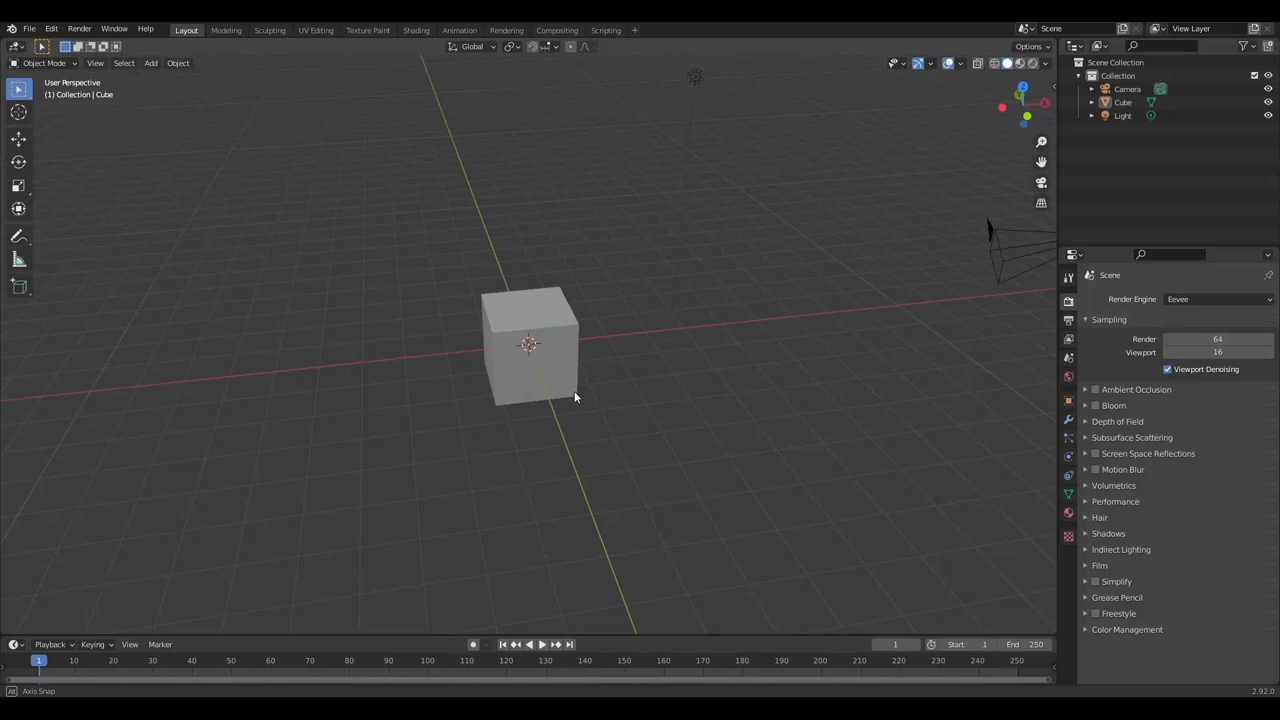 File Edit Render Window Help Layout Modeling Sculpting UV Editing Texture Paint Shading Animation Rendering Compositing Scripting + Scene View Layer
Global Options
Object Mode View Select Add Object
User Perspective
(1) Collection | Cube
Z
Y
X
Scene Collection
Collection
Camera
Cube
Light
Scene
Render Engine Eevee
Sampling
Render 64
Viewport 16
Viewport Denoising
Ambient Occlusion
Bloom
Depth of Field
Subsurface Scattering
Screen Space Reflections
Motion Blur
Volumetrics
Performance
Hair
Shadows
Indirect Lighting
Film
Simplify
Grease Pencil
Freestyle
Color Management
Playback Keying View Marker 1 Start 1 End 250
1 10 20 30 40 50 60 70 80 90 100 110 120 130 140 150 160 170 180 190 200 210 220 230 240 250
Alt Axis Snap 2.92.0